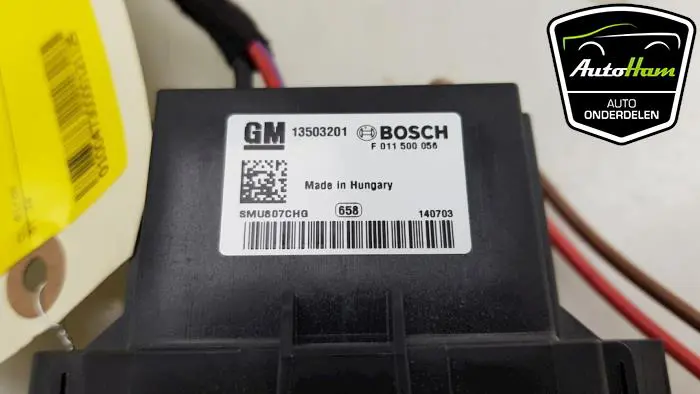 GM 13503201 BOSCH
F 011 500 056
Made in Hungary
SMU807CHG 658 140703
AutoHam
AUTO
ONDERDELEN